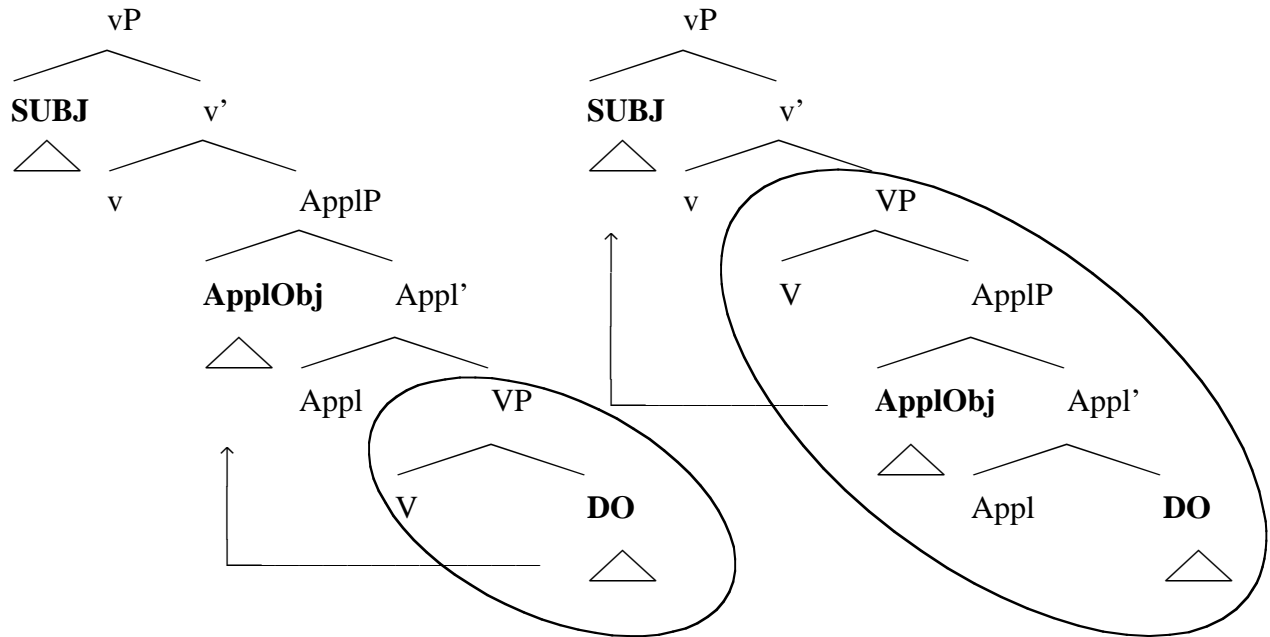 vP vP
SUBJ v’ SUBJ v’
v ApplP v VP
ApplObj Appl’ V ApplP
Appl VP ApplObj Appl’
V DO Appl DO